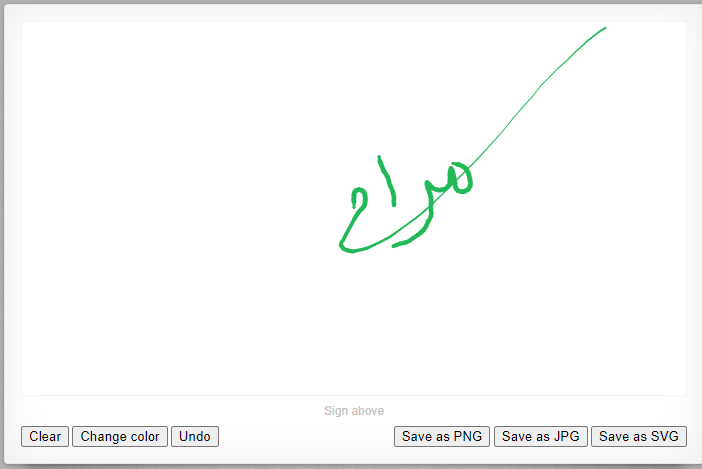 Sign above
Clear Change color Undo Save as PNG Save as JPG Save as SVG